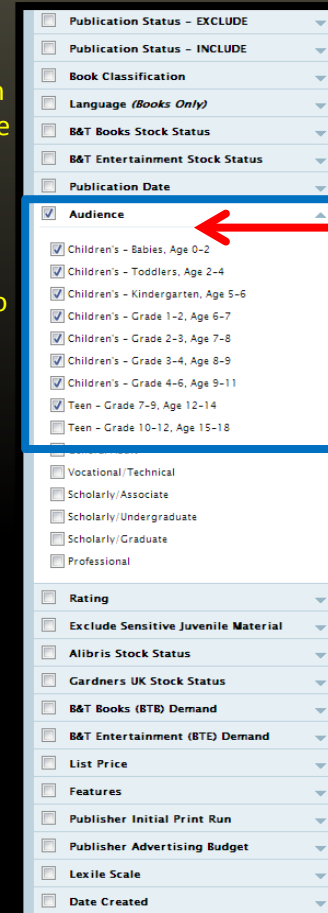 Publication Status – EXCLUDE
Publication Status – INCLUDE
Book Classification
Language (Books Only)
B&T Books Stock Status
B&T Entertainment Stock Status
Publication Date
Audience
Children's – Babies, Age 0–2
Children's – Toddlers, Age 2–4
Children's – Kindergarten, Age 5–6
Children's – Grade 1–2, Age 6–7
Children's – Grade 2–3, Age 7–8
Children's – Grade 3–4, Age 8–9
Children's – Grade 4–6, Age 9–11
Teen – Grade 7–9, Age 12–14
Teen – Grade 10–12, Age 15–18
Vocational/Technical
Scholarly/Associate
Scholarly/Undergraduate
Scholarly/Graduate
Professional
Rating
Exclude Sensitive Juvenile Material
Alibris Stock Status
Gardners UK Stock Status
B&T Books (BTB) Demand
B&T Entertainment (BTE) Demand
List Price
Features
Publisher Initial Print Run
Publisher Advertising Budget
Lexile Scale
Date Created